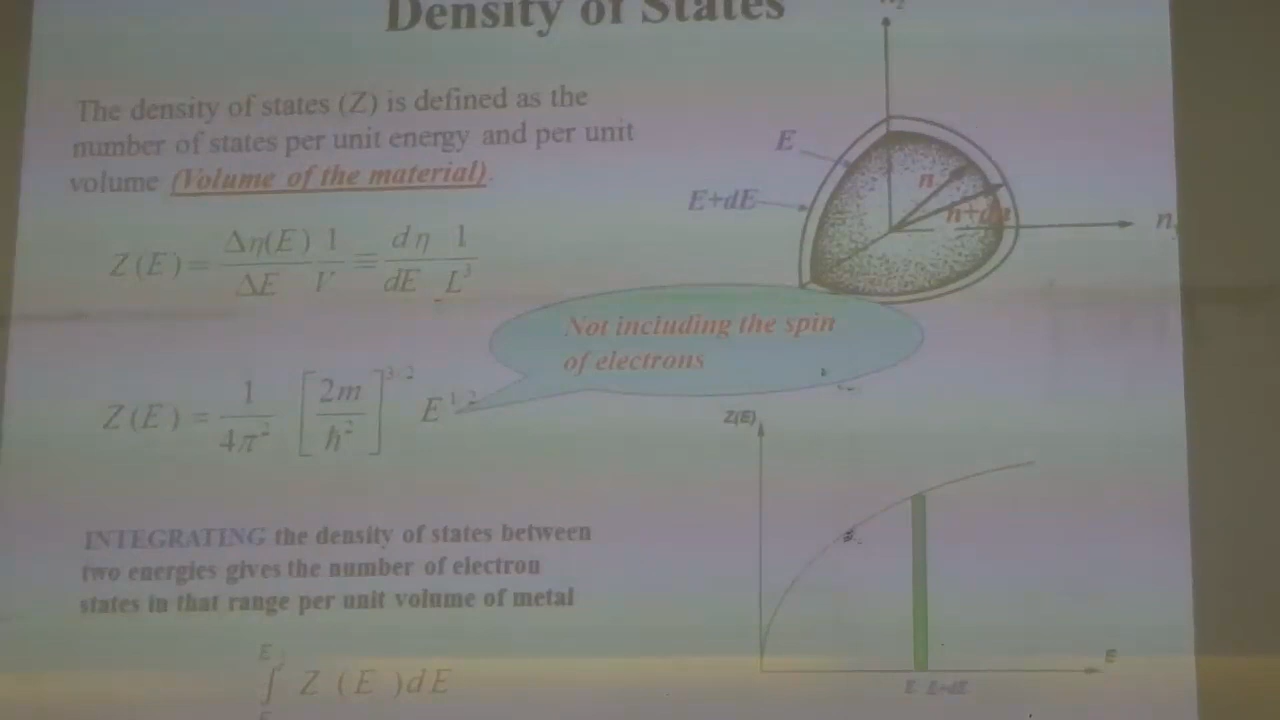 Density of States
The density of states (Z) is defined as the
number of states per unit energy and per unit
volume (Volume of the material).
Z(E) = Δη(E)/ΔE 1/V ≡ dη/dE 1/L³
Not including the spin
of electrons
Z(E) = 1/4π² [2m/ħ²]^3/2 E^1/2
INTEGRATING the density of states between
two energies gives the number of electron
states in that range per unit volume of metal
∫ Z (E) dE
E
E+dE
n
n+dn
Z(E)
E
E E+dE